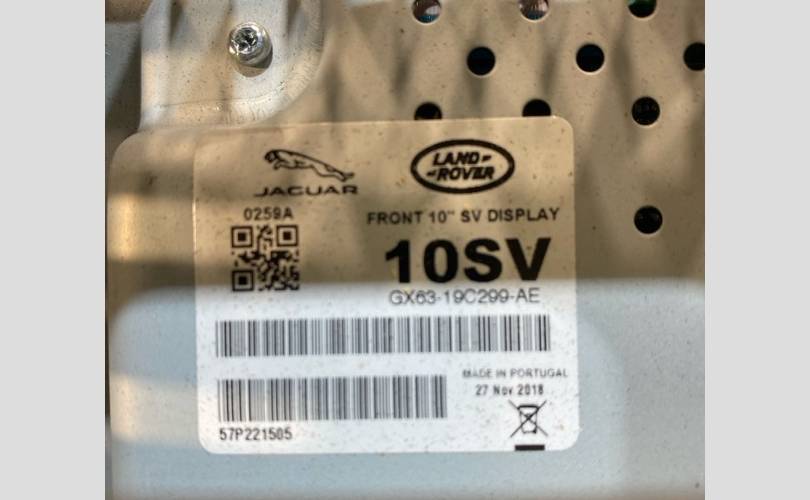 JAGUAR
LAND-
-ROVER
0259A
FRONT 10" SV DISPLAY
10SV
GX63-19C299-AE
MADE IN PORTUGAL
27 Nov 2018
57P221505